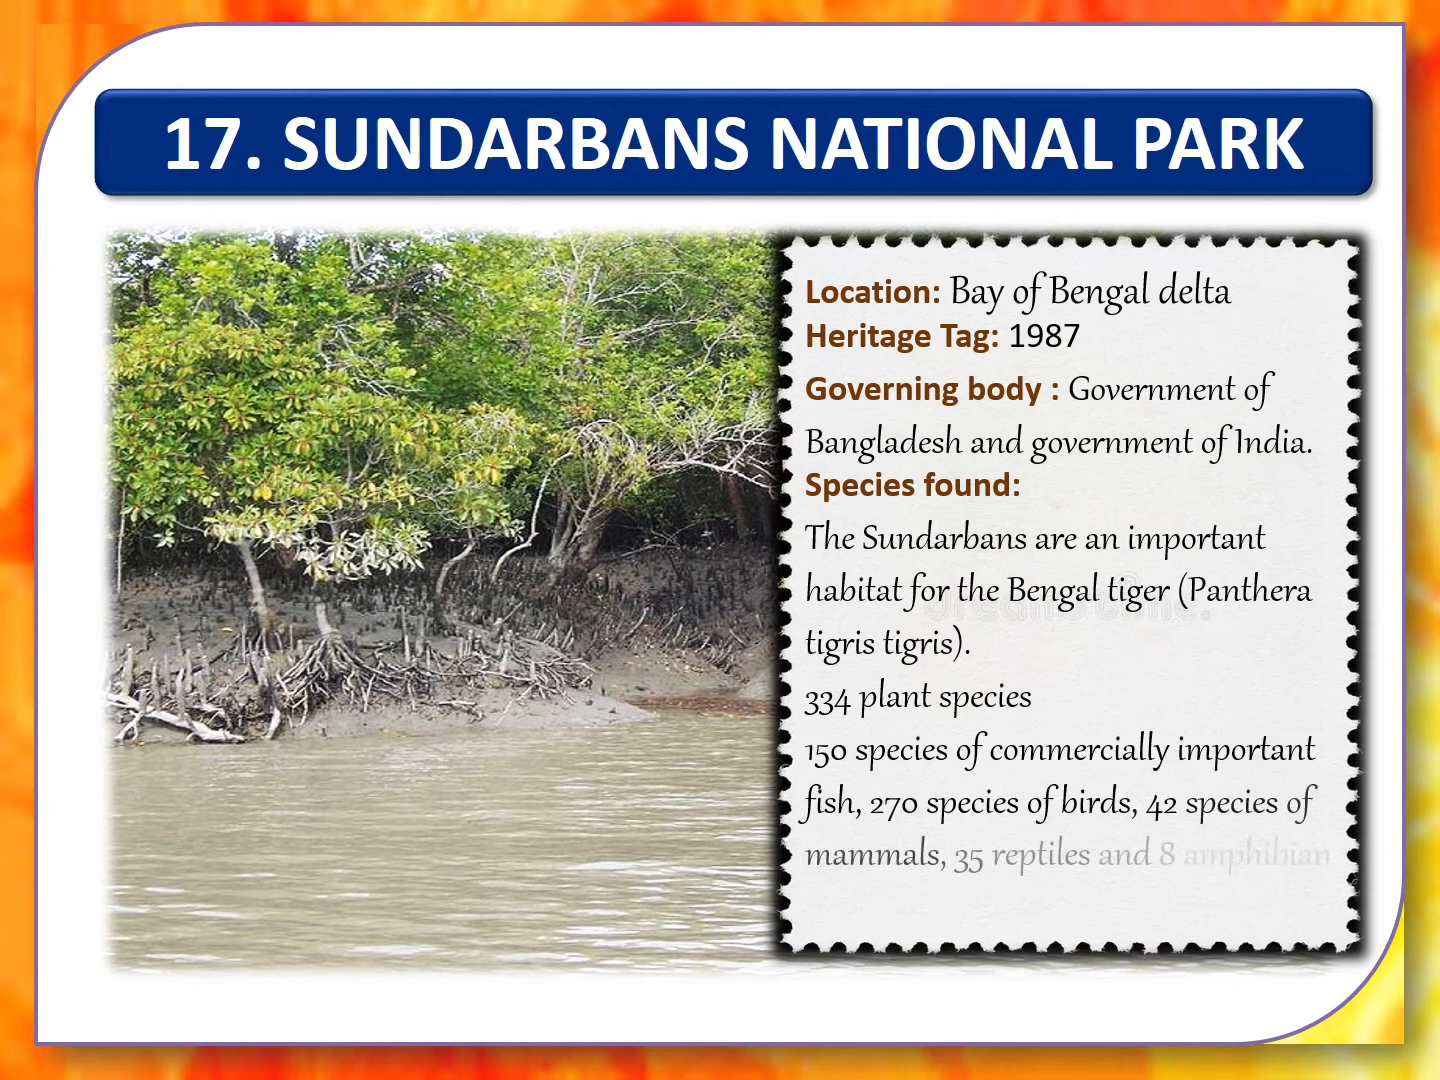 17. SUNDARBANS NATIONAL PARK
Location: Bay of Bengal delta
Heritage Tag: 1987
Governing body : Government of
Bangladesh and government of India.
Species found:
The Sundarbans are an important
habitat for the Bengal tiger (Panthera
tigris tigris).
334 plant species
150 species of commercially important
fish, 270 species of birds, 42 species of
mammals, 35 reptiles and 8 amphibian